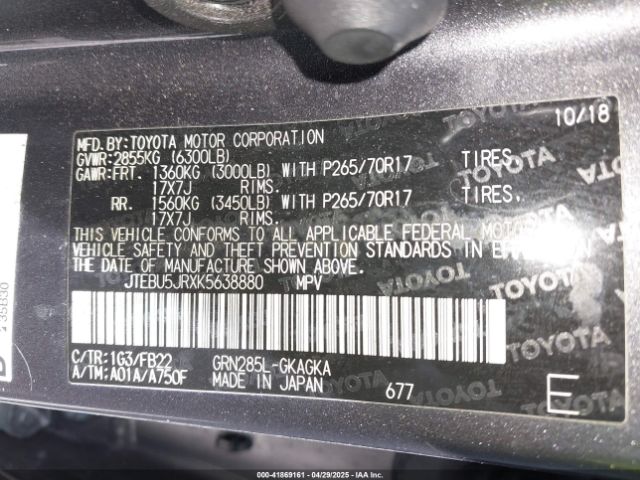 10/18
MFD.BY:TOYOTA MOTOR CORPORATION
GVWR:2855KG (6300LB)
GAWR:FRT. 1360KG (3000LB) WITH P265/70R17 TIRES,
17X7J RIMS.
RR. 1560KG (3450LB) WITH P265/70R17 TIRES,
17X7J RIMS.
THIS VEHICLE CONFORMS TO ALL APPLICABLE FEDERAL MOTOR
VEHICLE SAFETY AND THEFT PREVENTION STANDARDS IN EFFE
DATE OF MANUFACTURE SHOWN ABOVE.
JTEBU5JRXK5638880 MPV
C/TR:1G3/FB22 GRN285L-GKAGKA
A/TM:A01A/A750F MADE IN JAPAN 677 E
TOYOTA
35B30
000-41869161 - 04/29/2025 - IAA Inc.